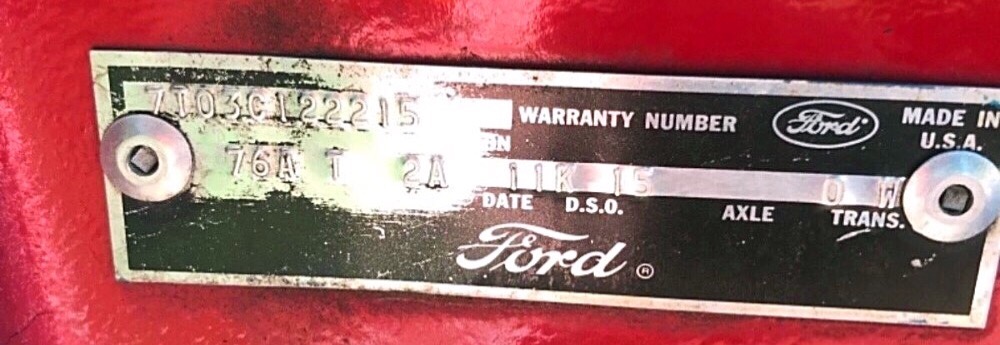 7T03C122215 WARRANTY NUMBER Ford MADE IN
U.S.A.
76A T 2A 11K 15 0 W
DATE D.S.O. AXLE TRANS.
Ford ®